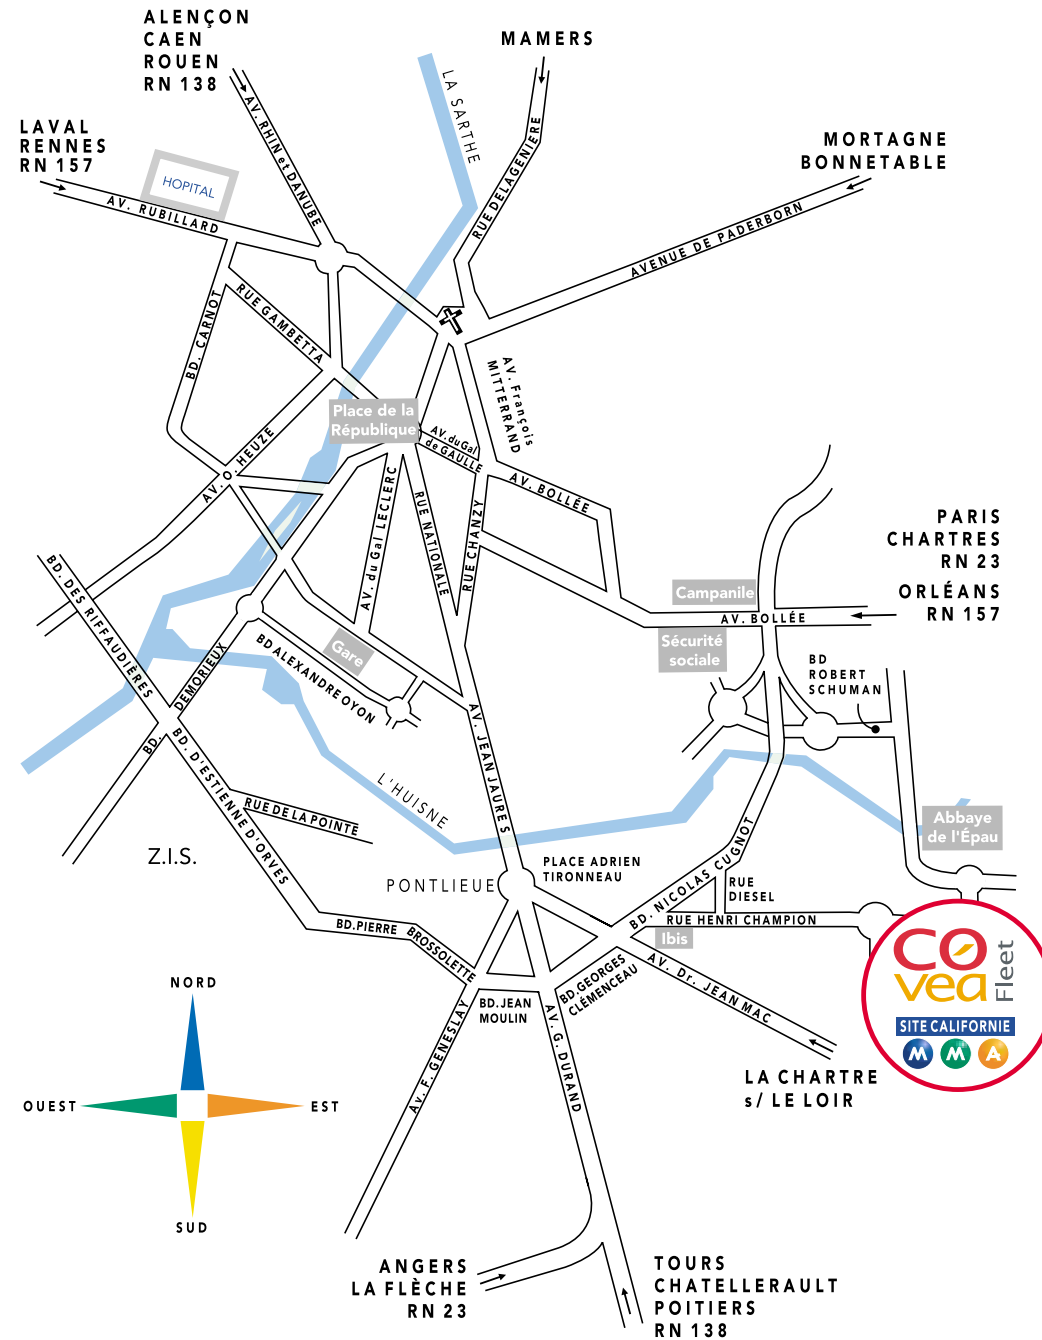 ALENÇON
CAEN
ROUEN
RN 138
MAMERS
LA SARTHE
LAVAL
RENNES
RN 157
MORTAGNE
BONNETABLE
HOPITAL
AV. RHIN et DANUBE
RUE DELAGENIERE
AV. RUBILLARD
AVENUE DE PADERBORN
BD. CARNOT
RUE GAMBETTA
AV. François
MITTERRAND
Place de la
République
AV. du Gal
de GAULLE
AV. O. HEUZE
AV. BOLLÉE
AV. du Gal LECLERC
RUE NATIONALE
RUE CHANZY
PARIS
CHARTRES
RN 23
ORLÉANS
RN 157
Campanile
AV. BOLLÉE
Sécurité
sociale
BD. DES RIFFAUDIÈRES
BD. DEMORIEUX
BD ALEXANDRE OYON
Gare
BD
ROBERT
SCHUMAN
AV. JEAN JAURES
BD. D'ESTIENNE D'ORVES
RUE DE LA POINTE
L'HUISNE
Z.I.S.
Abbaye
de l'Épau
PLACE ADRIEN
TIRONNEAU
PONTLIEUE
BD. NICOLAS CUGNOT
RUE
DIESEL
RUE HENRI CHAMPION
Ibis
BD.PIERRE BROSSOLETTE
BD.GEORGES
CLÉMENCEAU
AV. Dr. JEAN MAC
BD.JEAN
MOULIN
AV. F. GENESLAY
AV. G. DURAND
COvea
Fleet
SITE CALIFORNIE
M M A
LA CHARTRE
s/ LE LOIR
NORD
OUEST
EST
SUD
ANGERS
LA FLÈCHE
RN 23
TOURS
CHATELLERAULT
POITIERS
RN 138